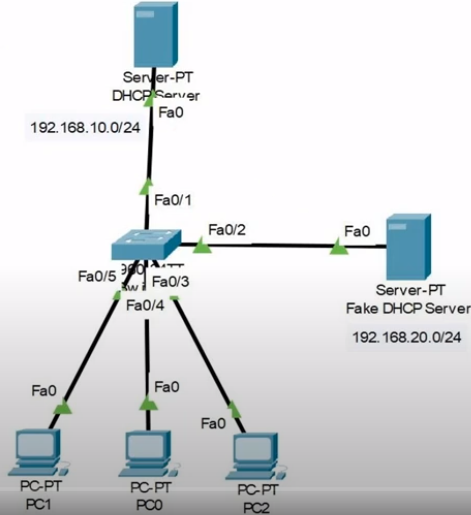 Server-PT
DHCP Server
Fa0
192.168.10.0/24
Fa0/1
Fa0/2
Fa0
Server-PT
Fake DHCP Server
192.168.20.0/24
Fa0/5
Fa0/3
Fa0/4
Fa0
Fa0
Fa0
PC-PT
PC1
PC-PT
PC0
PC-PT
PC2